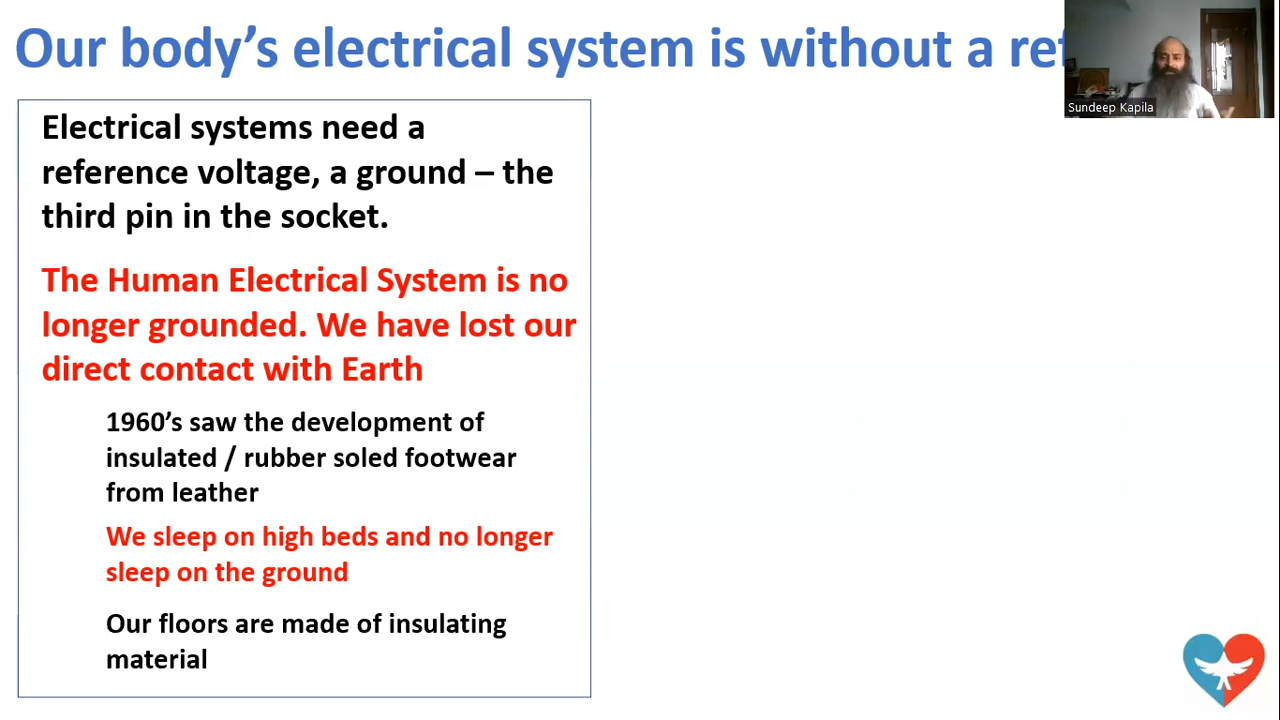 Our body's electrical system is without a ref
Sundeep Kapila
Electrical systems need a
reference voltage, a ground – the
third pin in the socket.
The Human Electrical System is no
longer grounded. We have lost our
direct contact with Earth
1960's saw the development of
insulated / rubber soled footwear
from leather
We sleep on high beds and no longer
sleep on the ground
Our floors are made of insulating
material